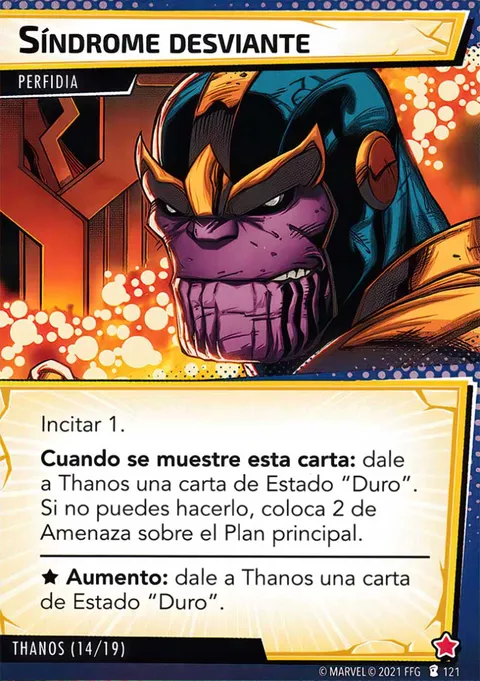 SÍNDROME DESVIANTE
PERFIDIA
Incitar 1.
Cuando se muestre esta carta: dale
a Thanos una carta de Estado “Duro”.
Si no puedes hacerlo, coloca 2 de
Amenaza sobre el Plan principal.
★ Aumento: dale a Thanos una carta
de Estado “Duro”.
THANOS (14/19)
© MARVEL © 2021 FFG 121